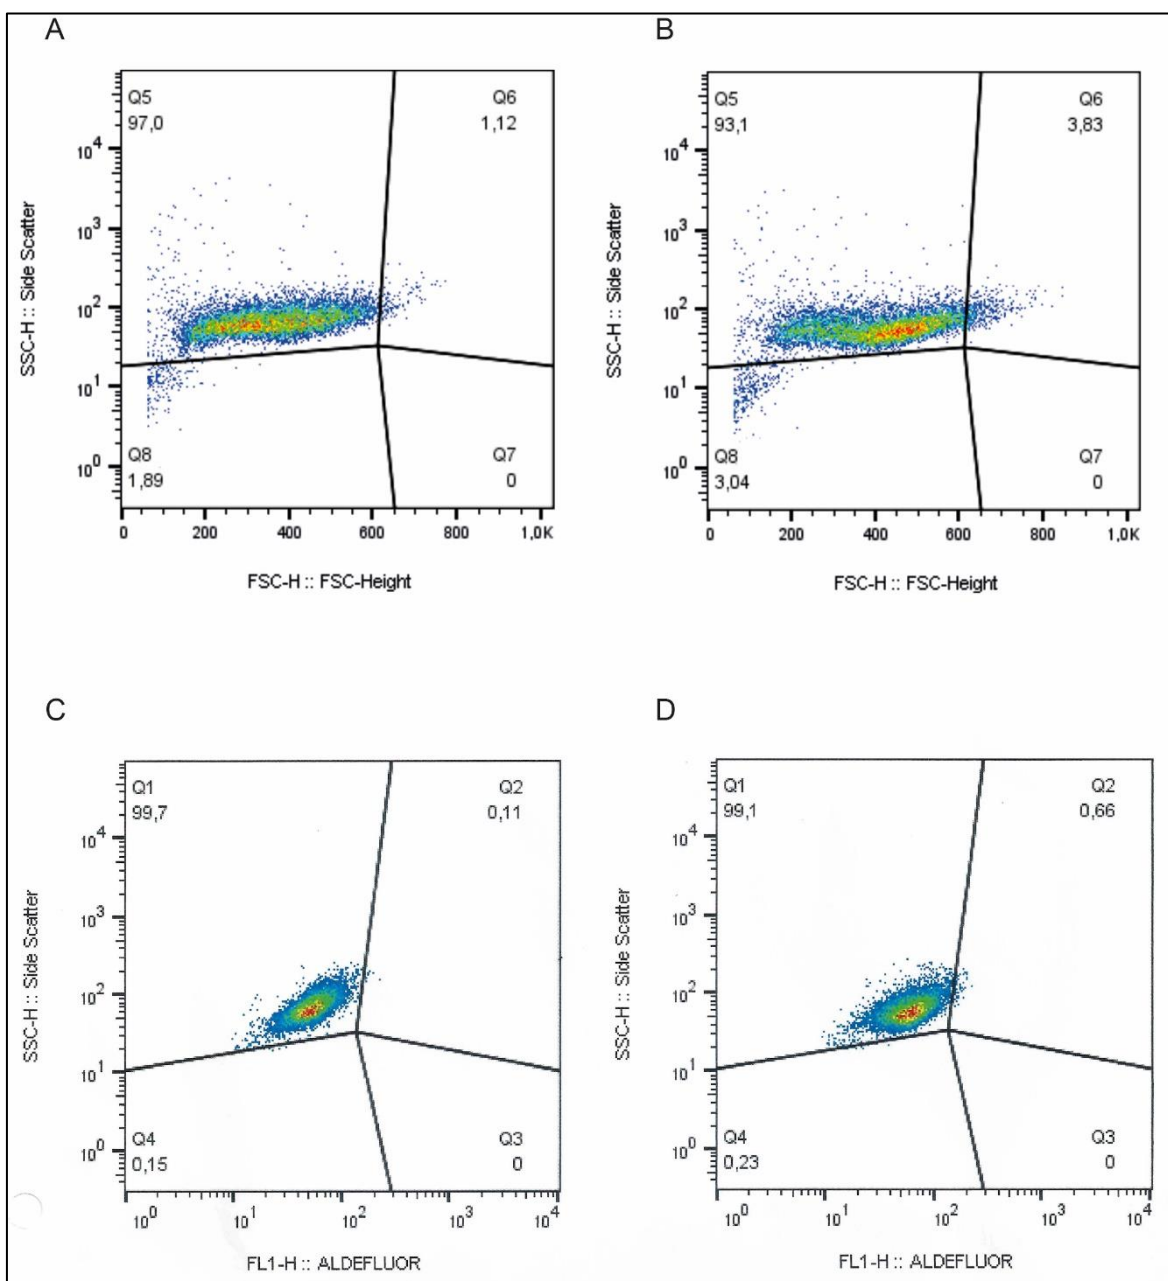 A
Q5
97,0
Q6
1,12
10^4
10^3
10^2
10^1
10^0
SSC-H :: Side Scatter
Q8
1,89
Q7
0
0 200 400 600 800 1,0K
FSC-H :: FSC-Height
B
Q5
93,1
Q6
3,83
10^4
10^3
10^2
10^1
10^0
SSC-H :: Side Scatter
Q8
3,04
Q7
0
0 200 400 600 800 1,0K
FSC-H :: FSC-Height
C
Q1
99,7
Q2
0,11
10^4
10^3
10^2
10^1
10^0
SSC-H :: Side Scatter
Q4
0,15
Q3
0
10^0 10^1 10^2 10^3 10^4
FL1-H :: ALDEFLUOR
D
Q1
99,1
Q2
0,66
10^4
10^3
10^2
10^1
10^0
SSC-H :: Side Scatter
Q4
0,23
Q3
0
10^0 10^1 10^2 10^3 10^4
FL1-H :: ALDEFLUOR